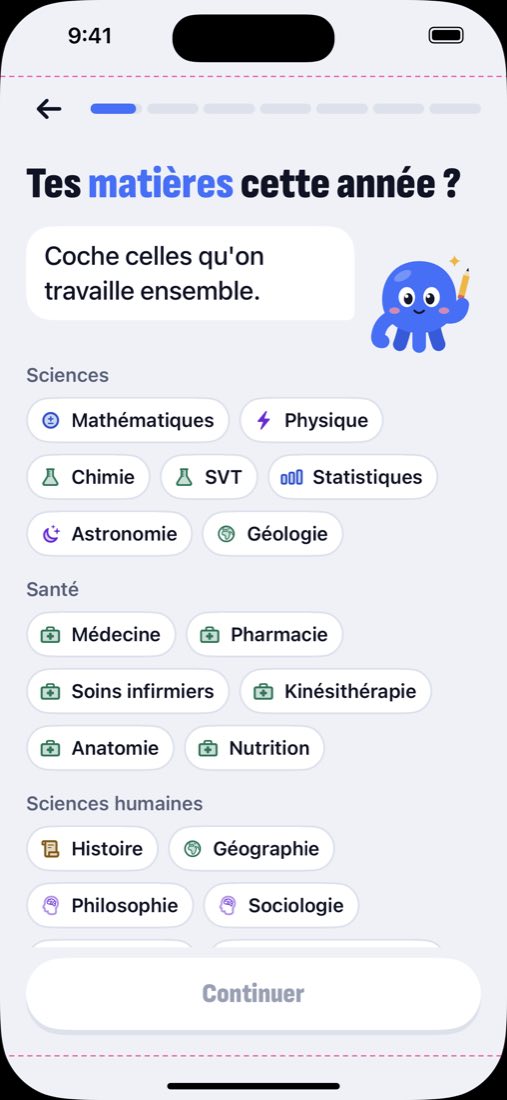 9:41
Tes matières cette année ?
Coche celles qu'on
travaille ensemble.
Sciences
Mathématiques Physique
Chimie SVT Statistiques
Astronomie Géologie
Santé
Médecine Pharmacie
Soins infirmiers Kinésithérapie
Anatomie Nutrition
Sciences humaines
Histoire Géographie
Philosophie Sociologie
Continuer